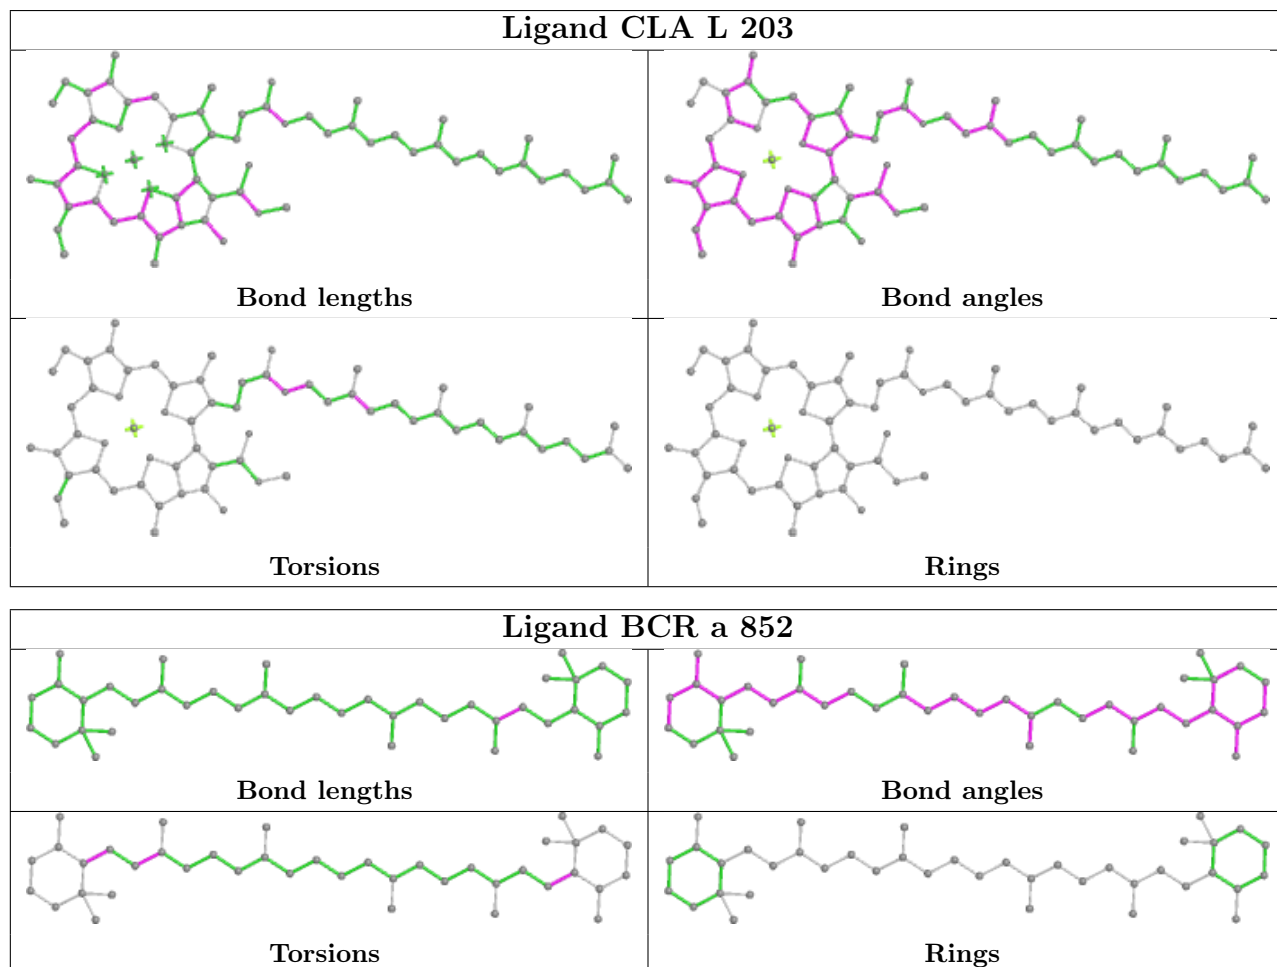 Ligand CLA L 203
Bond lengths
Bond angles
Torsions
Rings
Ligand BCR a 852
Bond lengths
Bond angles
Torsions
Rings